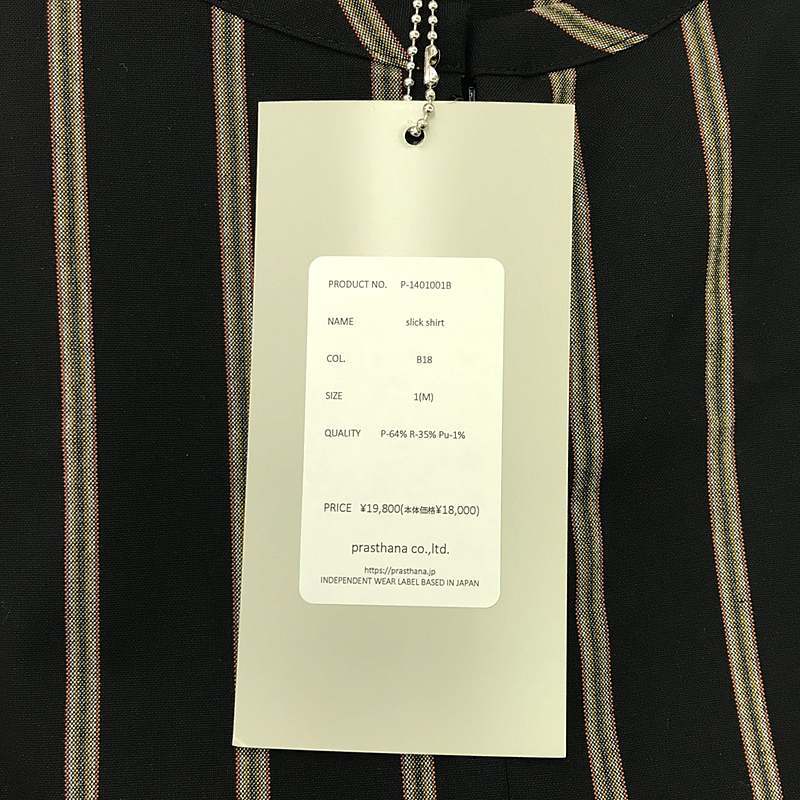 PRODUCT NO. P-1401001B
NAME slick shirt
COL. B18
SIZE 1(M)
QUALITY P-64% R-35% Pu-1%
PRICE ¥19,800(本体価格¥18,000)
prasthana co.,ltd.
https://prasthana.jp
INDEPENDENT WEAR LABEL BASED IN JAPAN